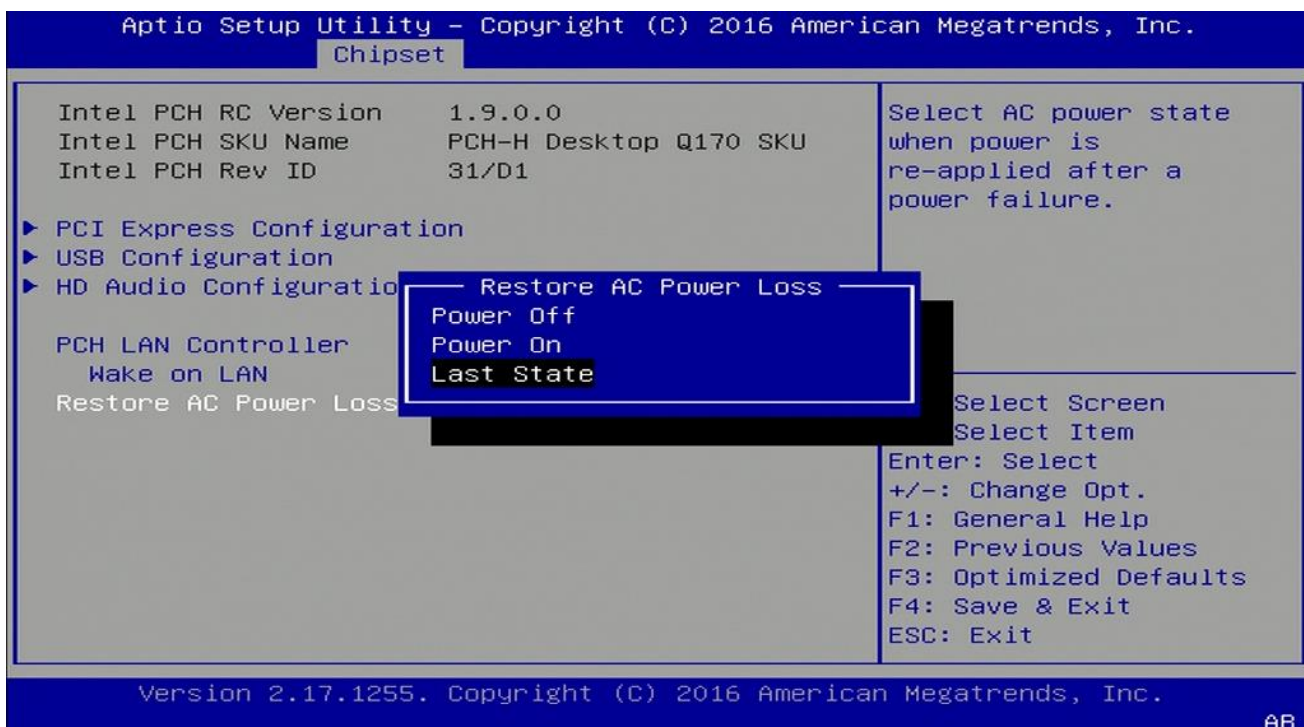 Aptio Setup Utility – Copyright (C) 2016 American Megatrends, Inc.
Chipset
Intel PCH RC Version 1.9.0.0
Intel PCH SKU Name PCH-H Desktop Q170 SKU
Intel PCH Rev ID 31/D1
PCI Express Configuration
USB Configuration
HD Audio Configuratio
PCH LAN Controller
Wake on LAN
Restore AC Power Loss
Restore AC Power Loss
Power Off
Power On
Last State
Select AC power state
when power is
re-applied after a
power failure.
Select Screen
Select Item
Enter: Select
+/-: Change Opt.
F1: General Help
F2: Previous Values
F3: Optimized Defaults
F4: Save & Exit
ESC: Exit
Version 2.17.1255. Copyright (C) 2016 American Megatrends, Inc.
AB